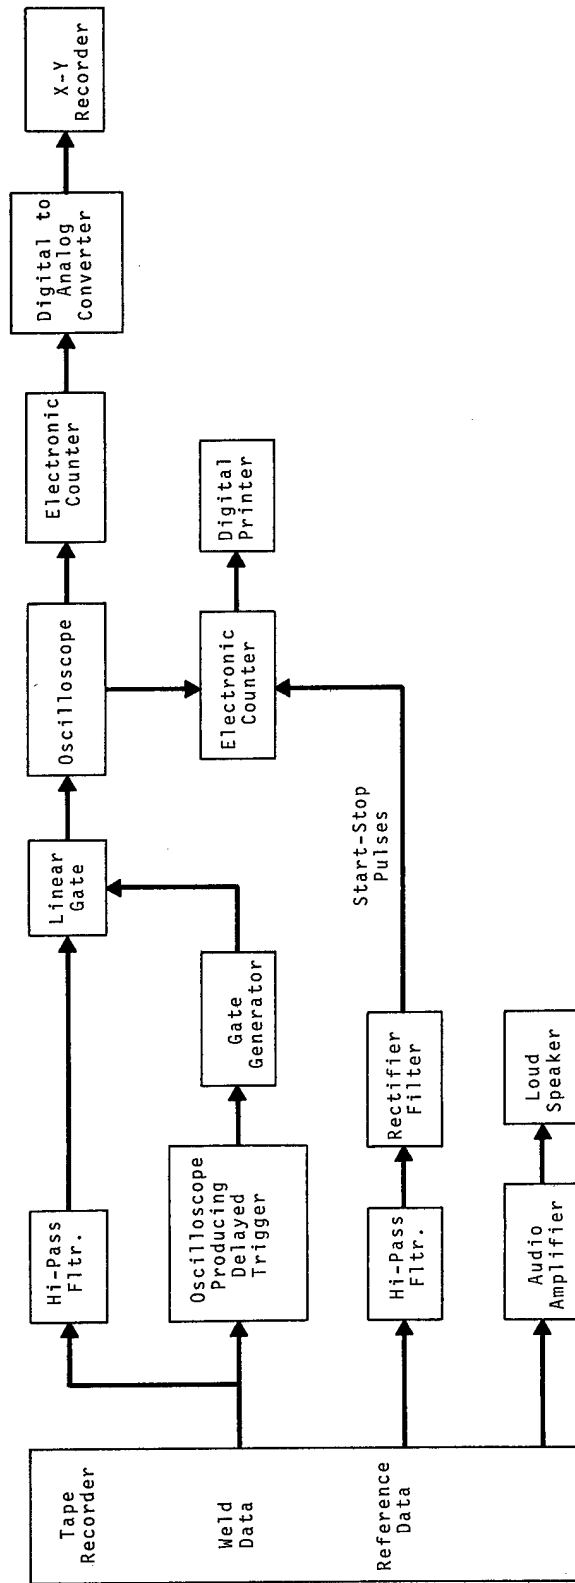 Tape
Recorder
Weld
Data
Reference
Data
Hi-Pass
Fltr.
Oscilloscope
Producing
Delayed
Trigger
Gate
Generator
Linear
Gate
Oscilloscope
Electronic
Counter
Digital to
Analog
Converter
X-Y
Recorder
Electronic
Counter
Digital
Printer
Hi-Pass
Fltr.
Rectifier
Filter
Start-Stop
Pulses
Audio
Amplifier
Loud
Speaker